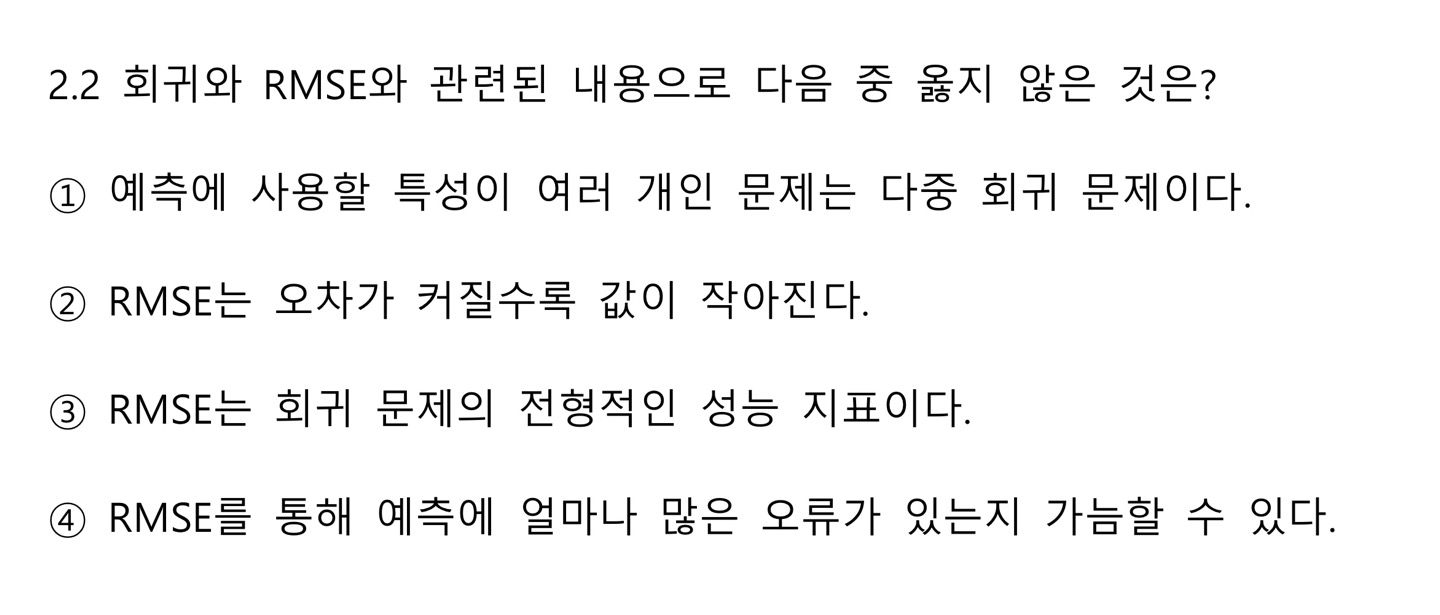 2.2 회귀와 RMSE와 관련된 내용으로 다음 중 옳지 않은 것은?
① 예측에 사용할 특성이 여러 개인 문제는 다중 회귀 문제이다.
② RMSE는 오차가 커질수록 값이 작아진다.
③ RMSE는 회귀 문제의 전형적인 성능 지표이다.
④ RMSE를 통해 예측에 얼마나 많은 오류가 있는지 가늠할 수 있다.